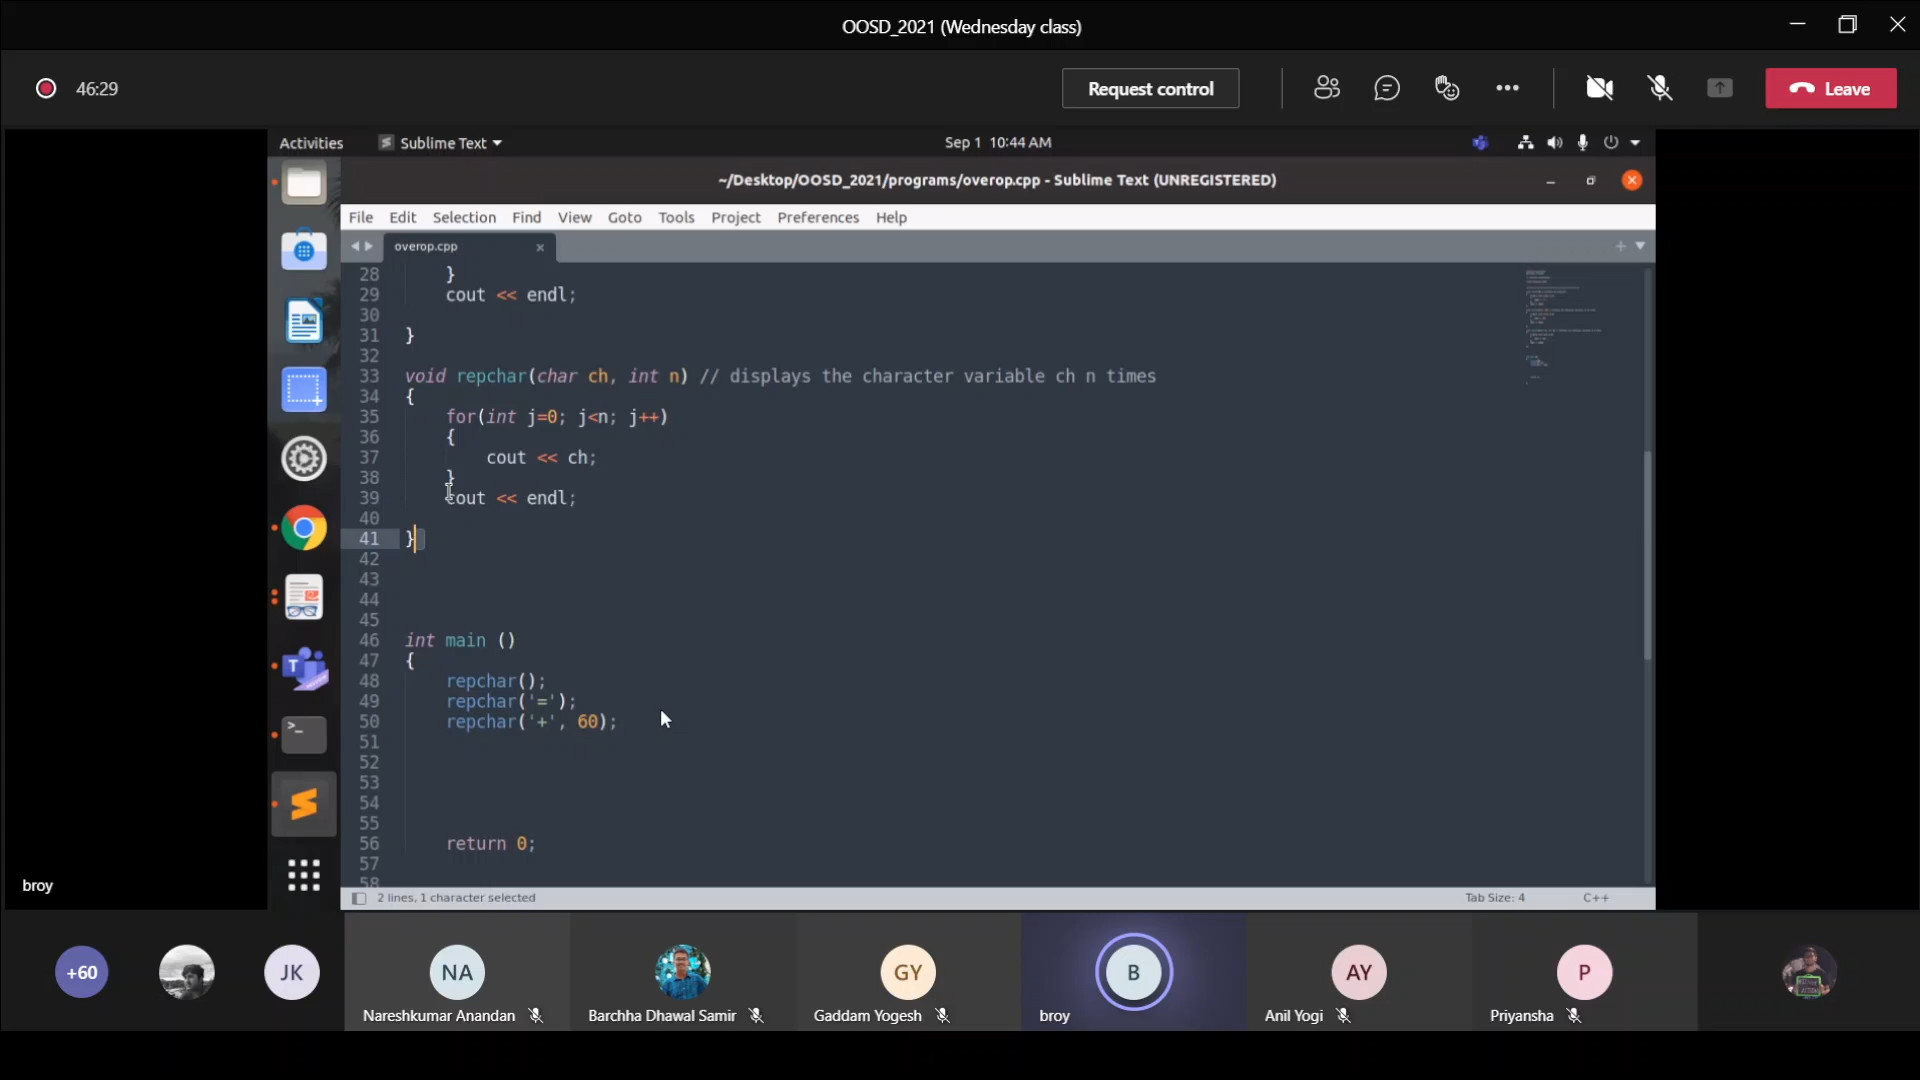 OOSD_2021 (Wednesday class)
46:29
Request control
Leave
Activities
Sublime Text
Sep 1 10:44 AM
~/Desktop/OOSD_2021/programs/overop.cpp - Sublime Text (UNREGISTERED)
File Edit Selection Find View Goto Tools Project Preferences Help
overop.cpp
28 }
29 cout << endl;
30
31 }
32
33 void repchar(char ch, int n) // displays the character variable ch n times
34 {
35 for(int j=0; j<n; j++)
36 {
37 cout << ch;
38 }
39 cout << endl;
40
41 }
42
43
44
45
46 int main ()
47 {
48 repchar();
49 repchar('=');
50 repchar('+', 60);
51
52
53
54
55
56 return 0;
57
58
2 lines, 1 character selected
Tab Size: 4
C++
broy
+60
JK
NA
GY
B
AY
P
Nareshkumar Anandan
Barchha Dhawal Samir
Gaddam Yogesh
broy
Anil Yogi
Priyansha